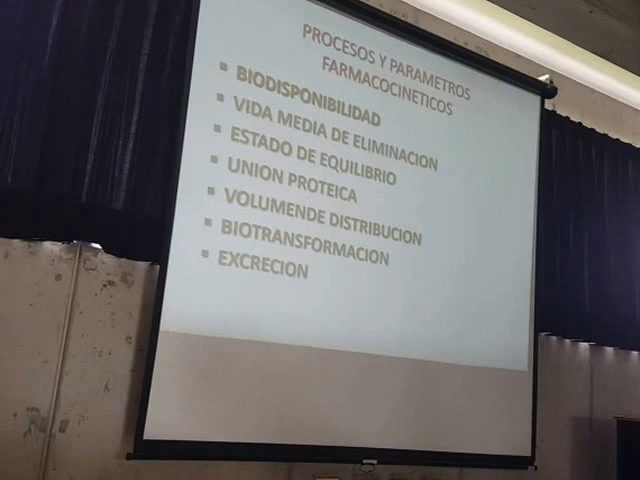 PROCESOS Y PARAMETROS
FARMACOCINETICOS
▪ BIODISPONIBILIDAD
▪ VIDA MEDIA DE ELIMINACION
▪ ESTADO DE EQUILIBRIO
▪ UNION PROTEICA
▪ VOLUMENDE DISTRIBUCION
▪ BIOTRANSFORMACION
▪ EXCRECION